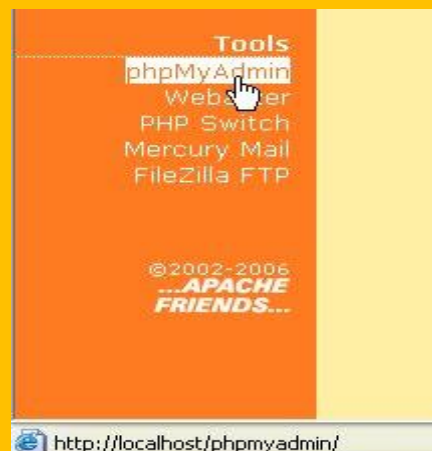 Tools
phpMyAdmin
PHP Switch
Mercury Mail
FileZilla FTP
©2002-2006
...APACHE
FRIENDS...
http://localhost/phpmyadmin/